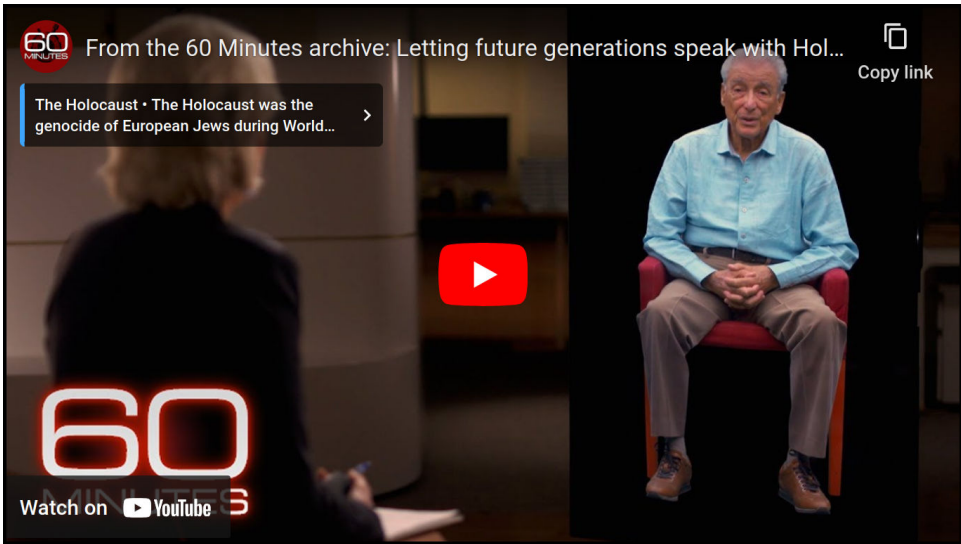 60
MINUTES
From the 60 Minutes archive: Letting future generations speak with Hol...
Copy link
The Holocaust • The Holocaust was the
genocide of European Jews during World...
60
MINUTES
Watch on YouTube